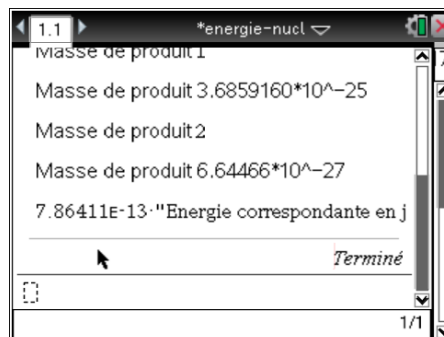 1.1 *energie-nucl
Masse de produit 1
Masse de produit 3.6859160*10^−25
Masse de produit 2
Masse de produit 6.64466*10^−27
7.86411E-13·"Energie correspondante en j
Terminé
1/1